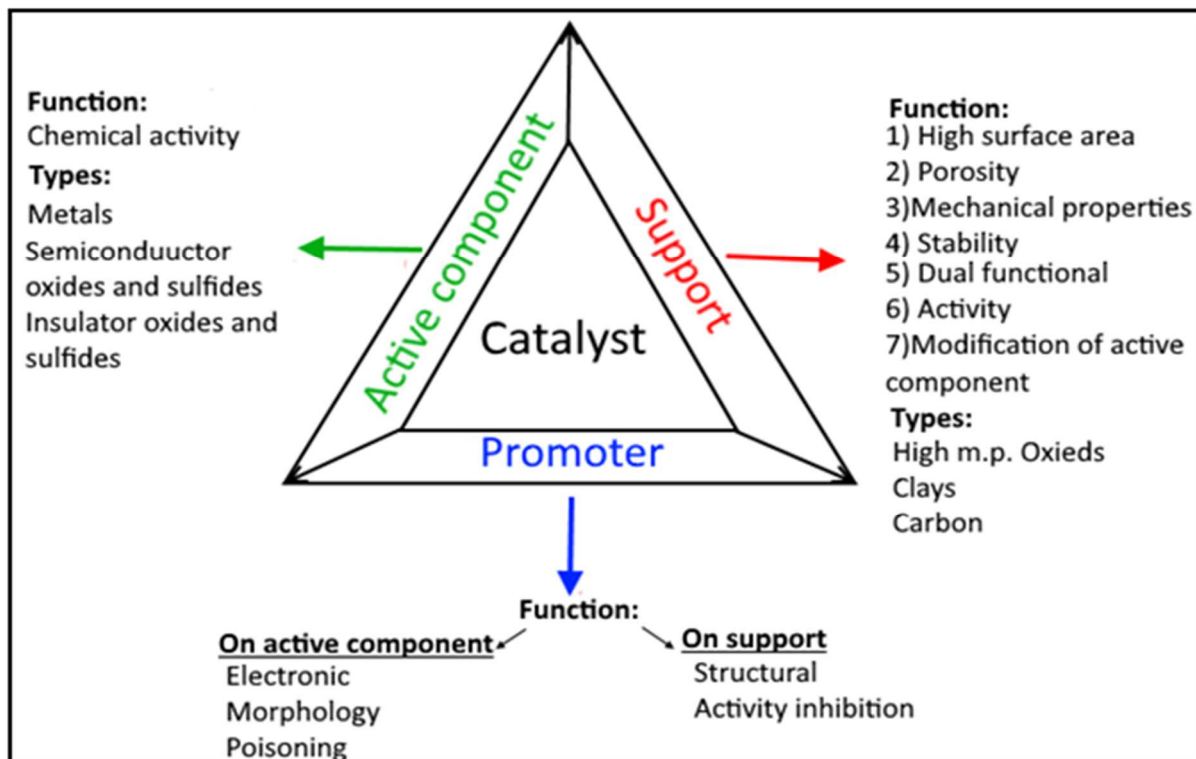 Function:
Chemical activity
Types:
Metals
Semiconduuctor
oxides and sulfides
Insulator oxides and
sulfides
Active component
Catalyst
Support
Promoter
Function:
1) High surface area
2) Porosity
3)Mechanical properties
4) Stability
5) Dual functional
6) Activity
7)Modification of active
component
Types:
High m.p. Oxieds
Clays
Carbon
Function:
On active component
Electronic
Morphology
Poisoning
On support
Structural
Activity inhibition